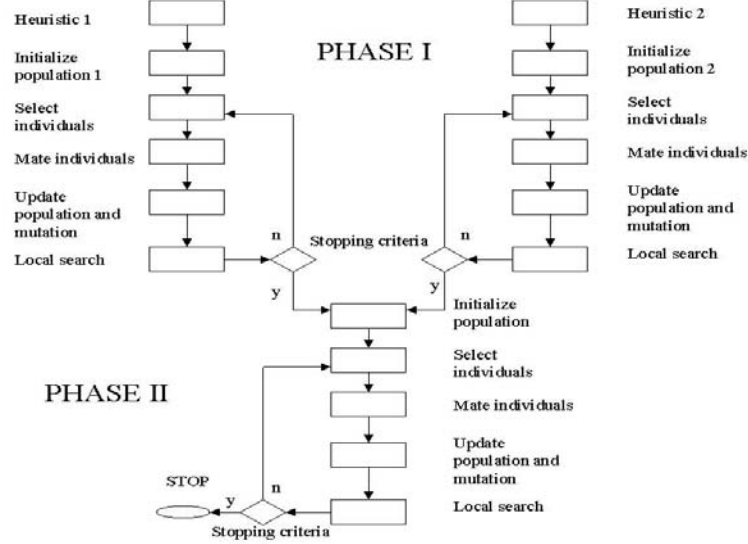 Heuristic 1
Initialize
population 1
Select
individuals
Mate individuals
Update
population and
mutation
Local search
PHASE I
Heuristic 2
Initialize
population 2
Select
individuals
Mate individuals
Update
population and
mutation
Local search
n
Stopping criteria
n
y
y
Initialize
population
Select
individuals
PHASE II
Mate individuals
Update
population and
mutation
STOP
y
n
Local search
Stopping criteria